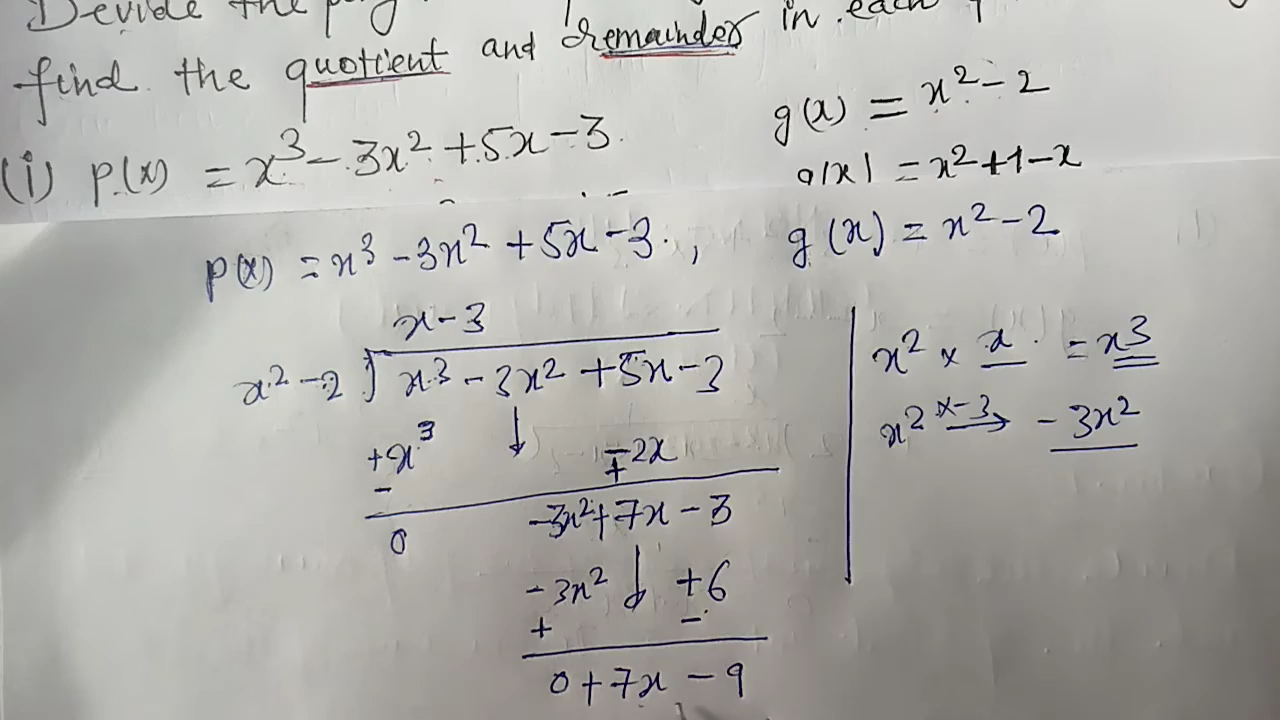 Devide the
find the quotient and remainder in each
(i) p(x) = x³ - 3x² + 5x - 3 g(x) = x² - 2
= x² + 1 - x
p(x) = x³ - 3x² + 5x - 3, g(x) = x² - 2
x - 3
x² - 2 ) x³ - 3x² + 5x - 3
+x³ ↓ -2x
- +
0 -3x² + 7x - 3
-3x² ↓ +6
+ -
0 + 7x - 9
x² × x = x³
x² ×-3→ -3x²